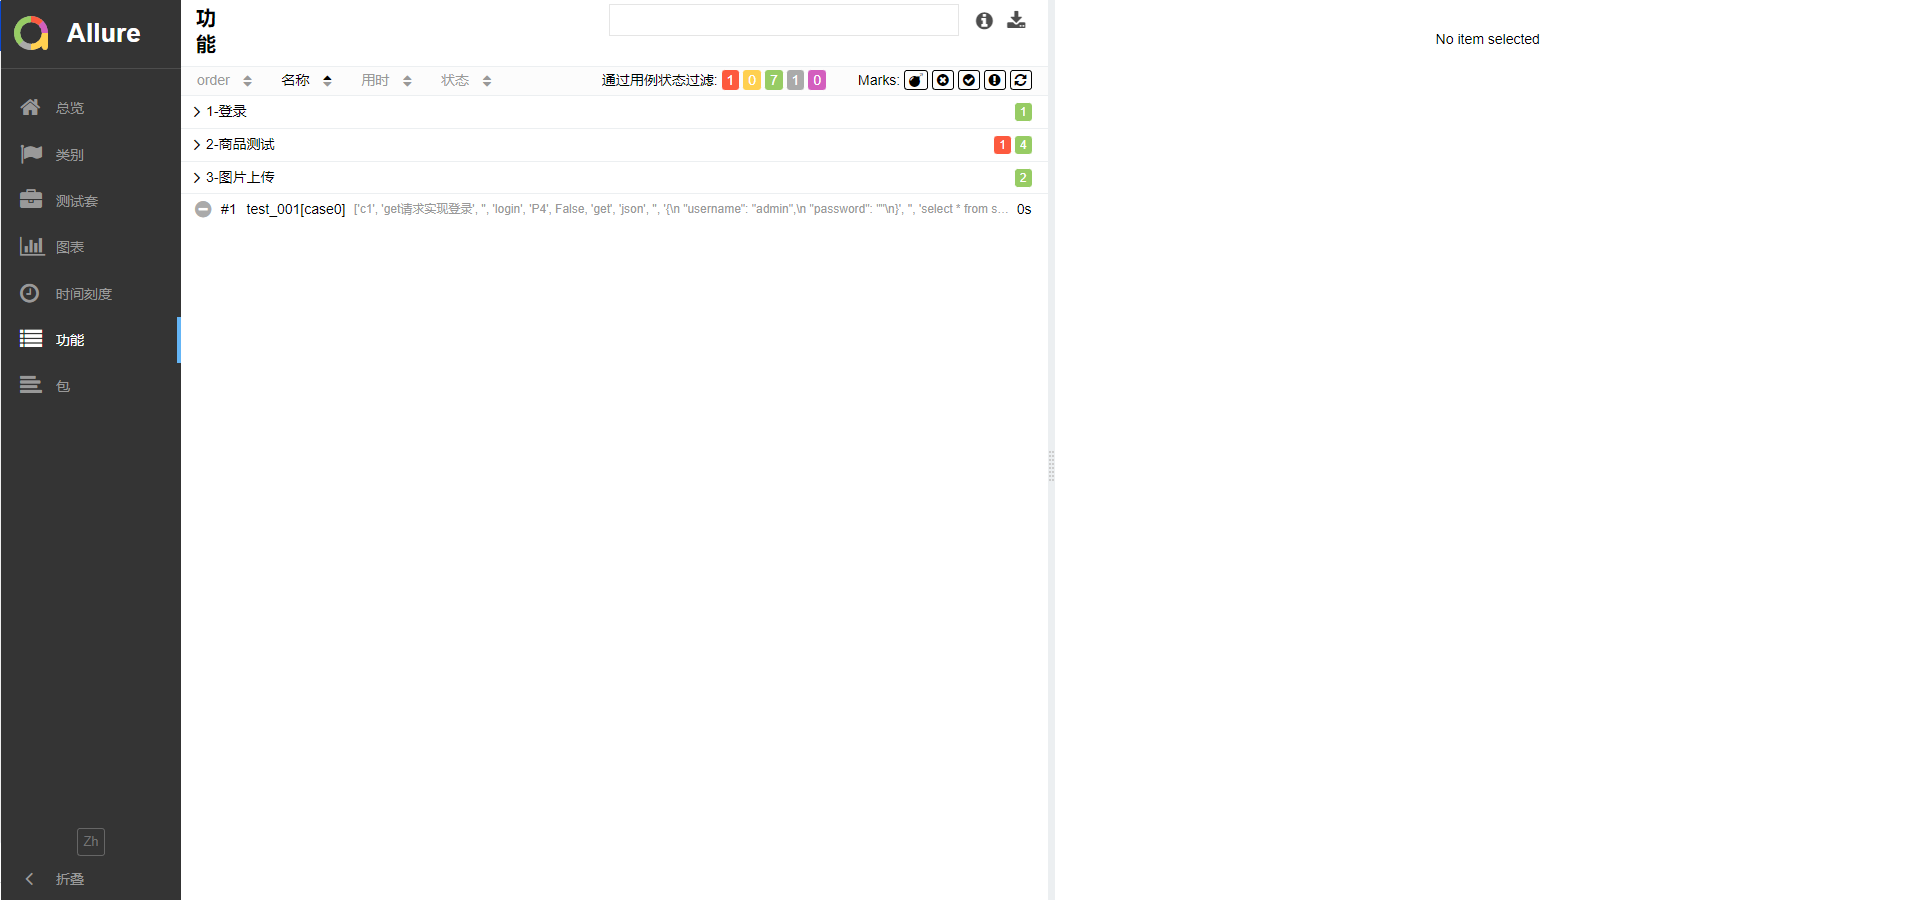 Allure
总览
类别
测试套
图表
时间刻度
功能
包
Zh
折叠
功
能
order 名称 用时 状态 通过用例状态过滤: 1 0 7 1 0 Marks:
1-登录 1
2-商品测试 1 4
3-图片上传 2
#1 test_001[case0] ['c1', 'get请求实现登录', '', 'login', 'P4', False, 'get', 'json', '', '{\n "username": "admin",\n "password": ""\n}', '', 'select * from s... 0s
No item selected